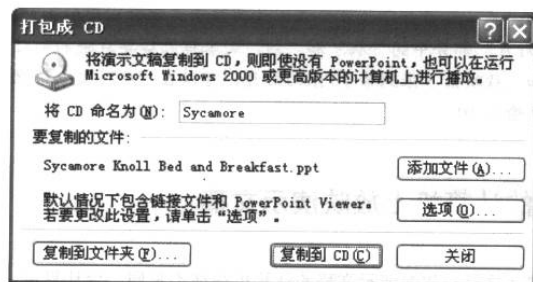 打包成 CD
将演示文稿复制到 CD，则即使没有 PowerPoint，也可以在运行
Microsoft Windows 2000 或更高版本的计算机上进行播放。
将 CD 命名为(N): Sycamore
要复制的文件:
Sycamore Knoll Bed and Breakfast.ppt
添加文件(A)...
默认情况下包含链接文件和 PowerPoint Viewer。
若要更改此设置，请单击“选项”。
选项(O)...
复制到文件夹(F)... 复制到 CD(C) 关闭